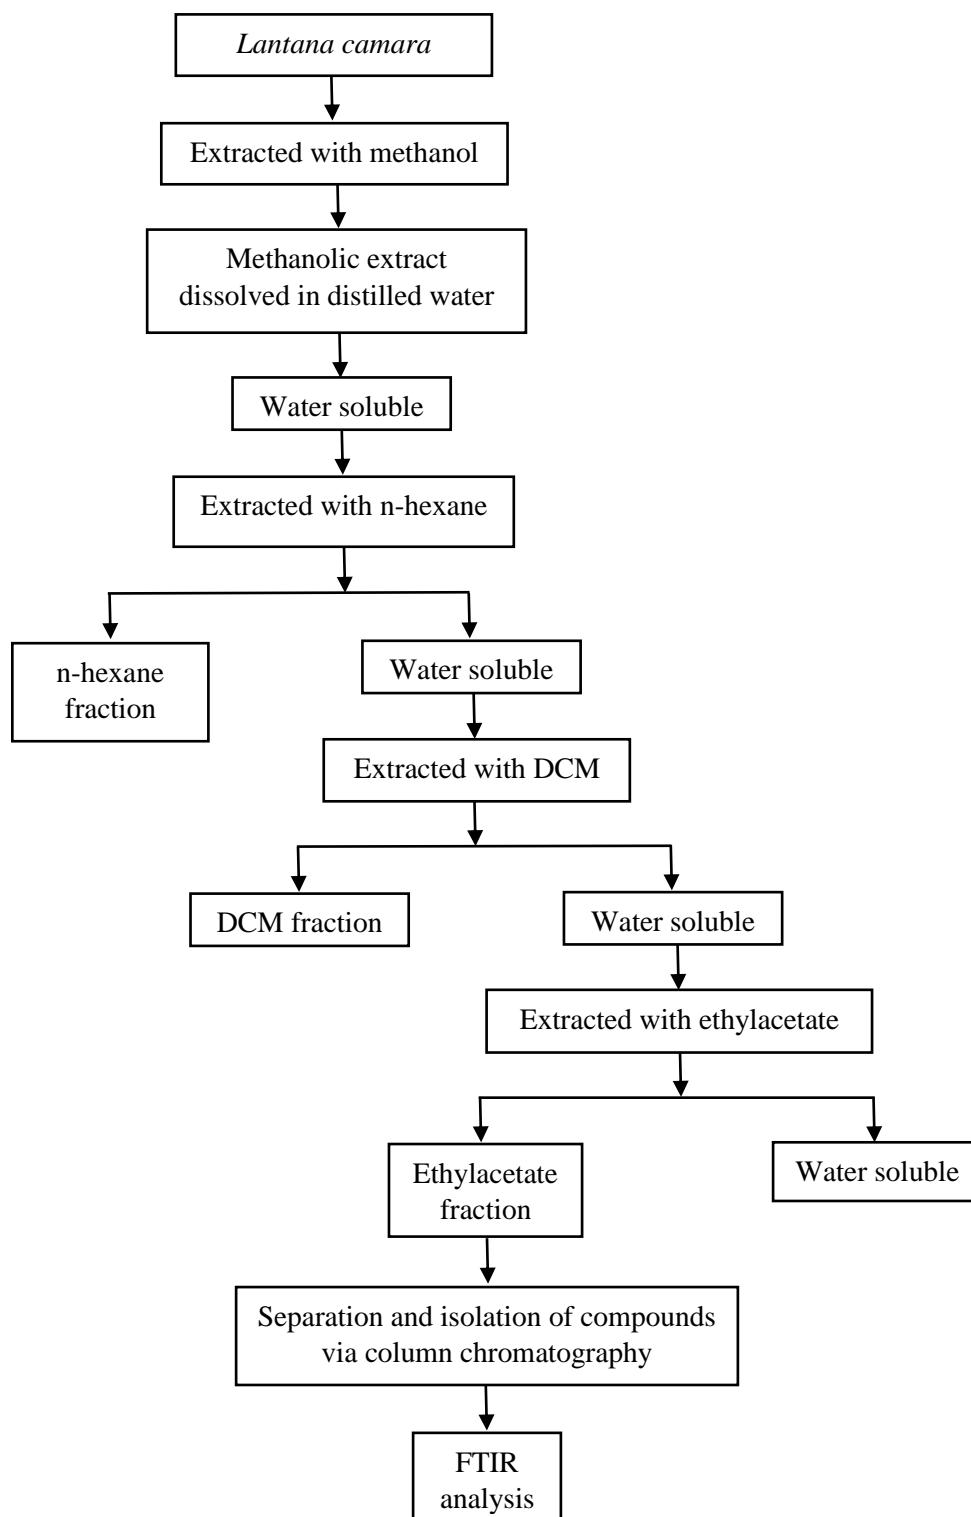 Lantana camara
Extracted with methanol
Methanolic extract
dissolved in distilled water
Water soluble
Extracted with n-hexane
n-hexane
fraction
Water soluble
Extracted with DCM
DCM fraction
Water soluble
Extracted with ethylacetate
Ethylacetate
fraction
Water soluble
Separation and isolation of compounds
via column chromatography
FTIR
analysis